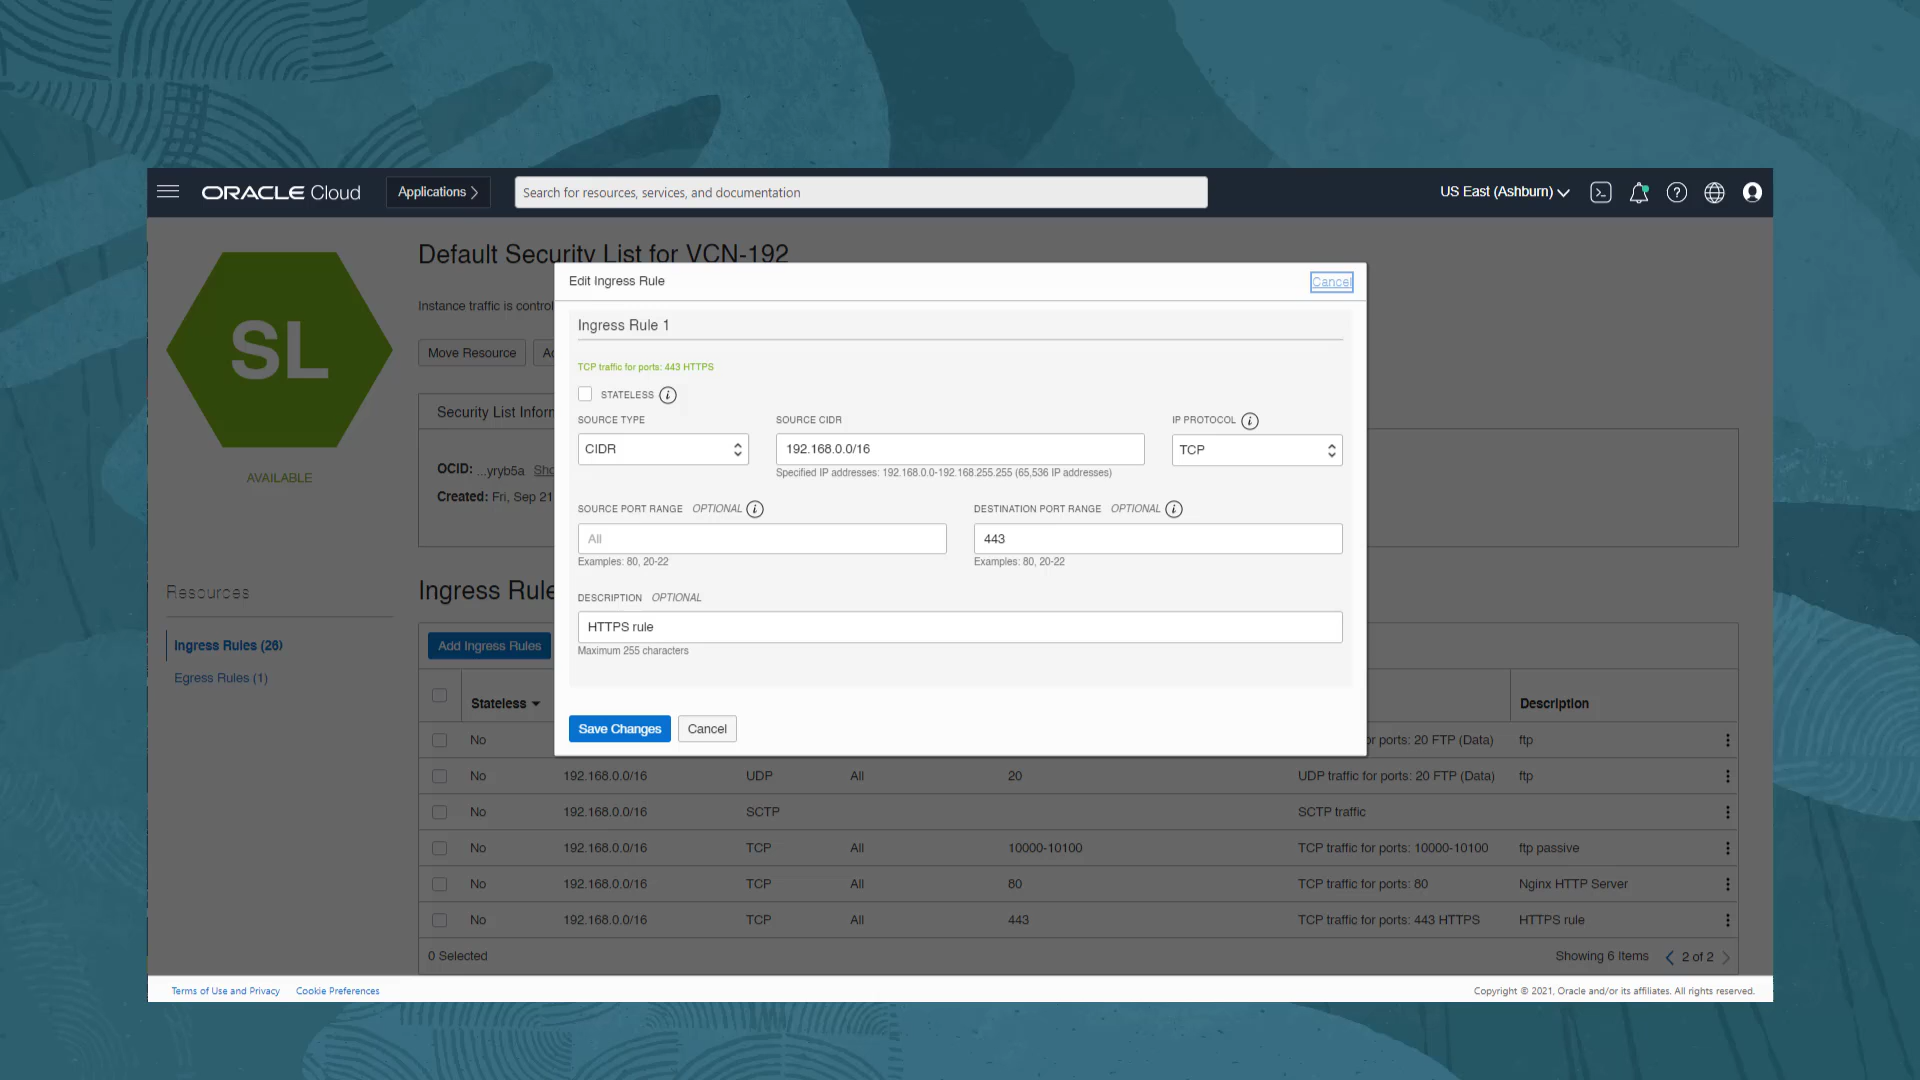 ORACLE Cloud
Applications
Search for resources, services, and documentation
US East (Ashburn)
SL
AVAILABLE
Default Security List for VCN-192
Instance traffic is control
Move Resource
Security List Inform
OCID: ...yryb5a Sho
Created: Fri, Sep 21
Resources
Ingress Rules (26)
Egress Rules (1)
Ingress Rule
Add Ingress Rules
Edit Ingress Rule
Cancel
Ingress Rule 1
TCP traffic for ports: 443 HTTPS
STATELESS
SOURCE TYPE
SOURCE CIDR
IP PROTOCOL
CIDR
192.168.0.0/16
TCP
Specified IP addresses: 192.168.0.0-192.168.255.255 (65,536 IP addresses)
SOURCE PORT RANGE OPTIONAL
DESTINATION PORT RANGE OPTIONAL
All
443
Examples: 80, 20-22
Examples: 80, 20-22
DESCRIPTION OPTIONAL
HTTPS rule
Maximum 255 characters
Save Changes
Cancel
Stateless
Description
No r ports: 20 FTP (Data) ftp
No 192.168.0.0/16 UDP All 20 UDP traffic for ports: 20 FTP (Data) ftp
No 192.168.0.0/16 SCTP SCTP traffic
No 192.168.0.0/16 TCP All 10000-10100 TCP traffic for ports: 10000-10100 ftp passive
No 192.168.0.0/16 TCP All 80 TCP traffic for ports: 80 Nginx HTTP Server
No 192.168.0.0/16 TCP All 443 TCP traffic for ports: 443 HTTPS HTTPS rule
0 Selected
Showing 6 Items
2 of 2
Terms of Use and Privacy
Cookie Preferences
Copyright © 2021, Oracle and/or its affiliates. All rights reserved.